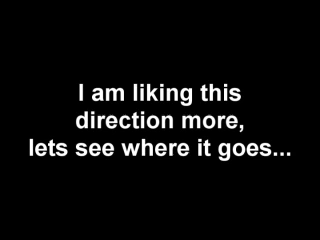 I am liking this
direction more,
lets see where it goes...